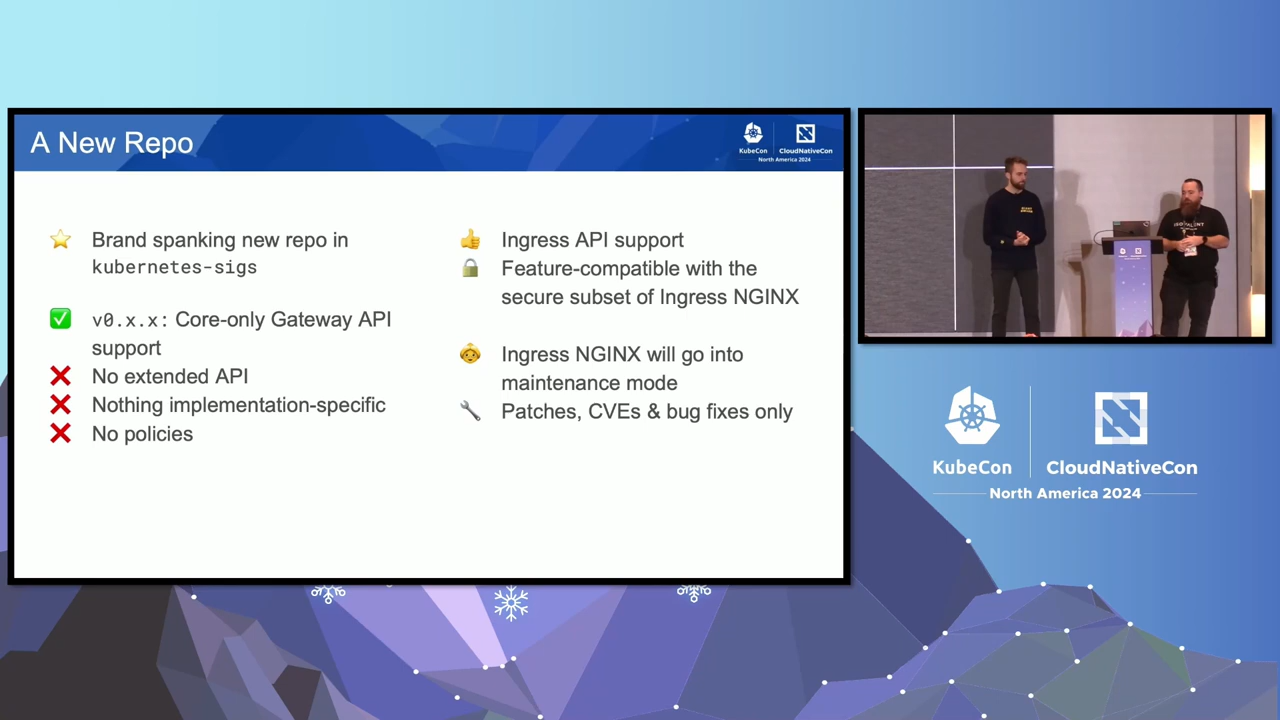 A New Repo
KubeCon
CloudNativeCon
North America 2024
Brand spanking new repo in
kubernetes-sigs
v0.x.x: Core-only Gateway API
support
No extended API
Nothing implementation-specific
No policies
Ingress API support
Feature-compatible with the
secure subset of Ingress NGINX
Ingress NGINX will go into
maintenance mode
Patches, CVEs & bug fixes only
KubeCon
CloudNativeCon
North America 2024